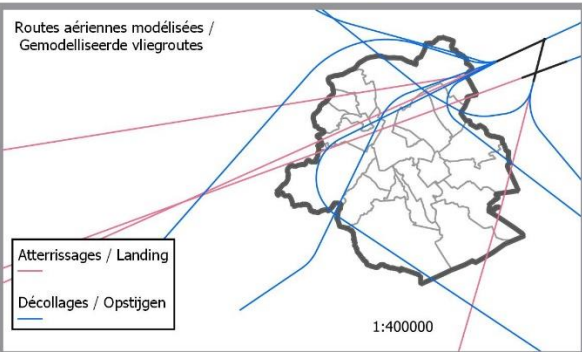 Routes aériennes modélisées /
Gemodelliseerde vliegroutes
Atterrissages / Landing
Décollages / Opstijgen
1:400000